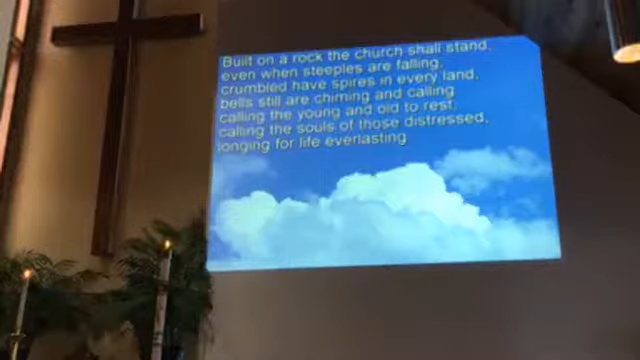 Built on a rock the church shall stand,
even when steeples are falling,
crumbled have spires in every land,
bells still are chiming and calling
calling the young and old to rest,
calling the souls of those distressed,
longing for life everlasting